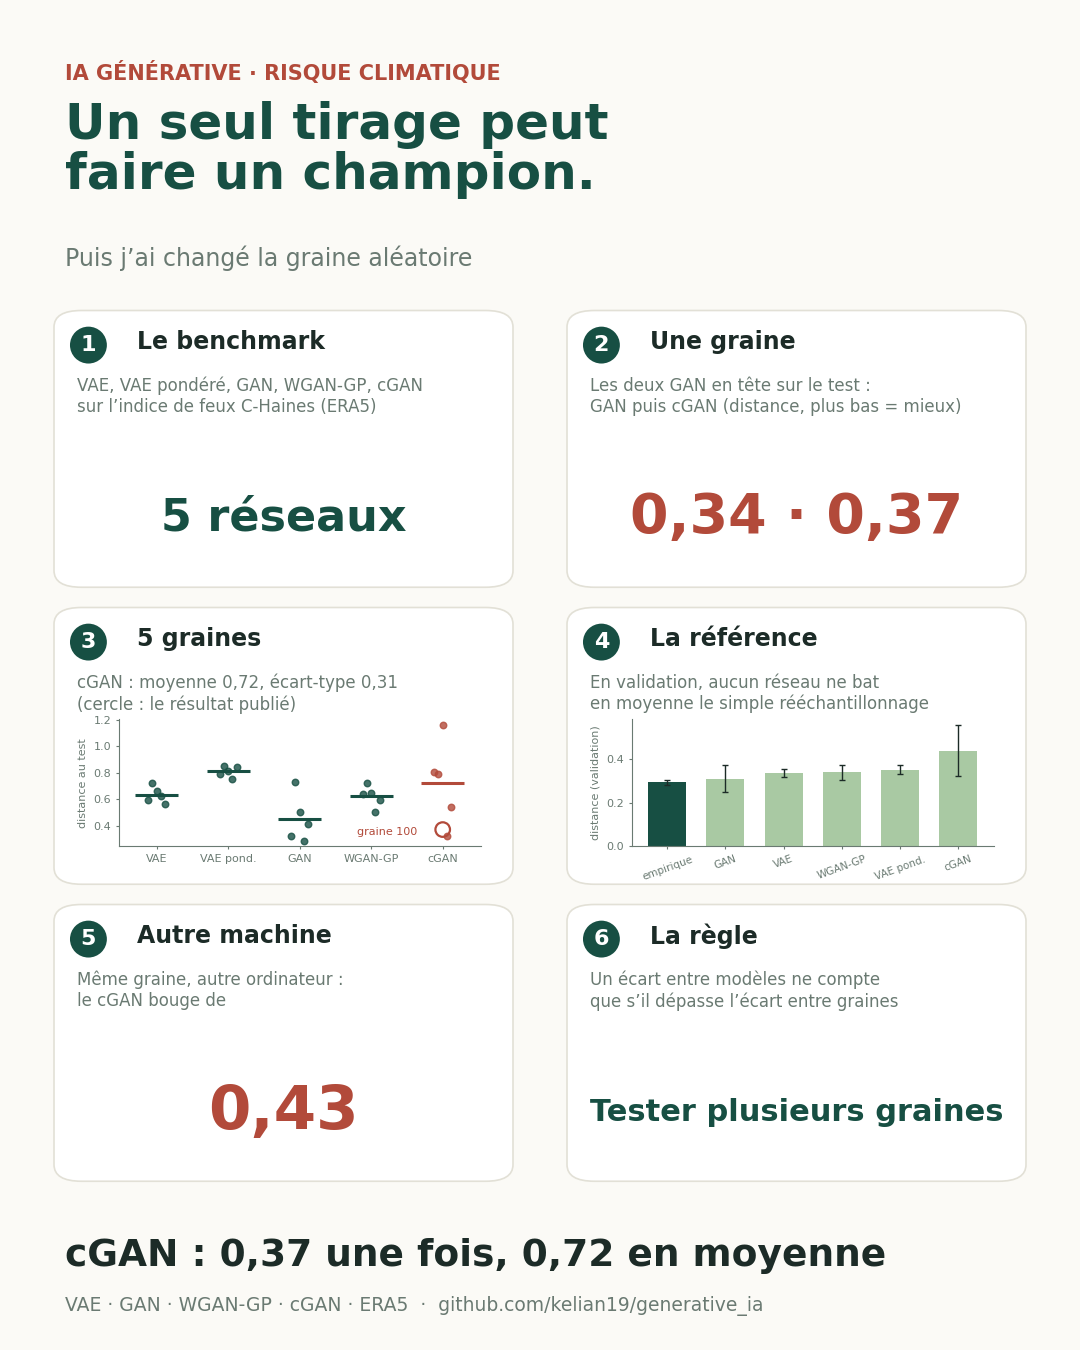 IA GÉNÉRATIVE · RISQUE CLIMATIQUE
Un seul tirage peut
faire un champion.
Puis j’ai changé la graine aléatoire
1
Le benchmark
VAE, VAE pondéré, GAN, WGAN-GP, cGAN
sur l’indice de feux C-Haines (ERA5)
5 réseaux
2
Une graine
Les deux GAN en tête sur le test :
GAN puis cGAN (distance, plus bas = mieux)
0,34 · 0,37
3
5 graines
cGAN : moyenne 0,72, écart-type 0,31
(cercle : le résultat publié)
distance au test
1.2
1.0
0.8
0.6
0.4
graine 100
VAE
VAE pond.
GAN
WGAN-GP
cGAN
4
La référence
En validation, aucun réseau ne bat
en moyenne le simple rééchantillonnage
distance (validation)
0.4
0.2
0.0
empirique
GAN
VAE
WGAN-GP
VAE pond.
cGAN
5
Autre machine
Même graine, autre ordinateur :
le cGAN bouge de
0,43
6
La règle
Un écart entre modèles ne compte
que s’il dépasse l’écart entre graines
Tester plusieurs graines
cGAN : 0,37 une fois, 0,72 en moyenne
VAE · GAN · WGAN-GP · cGAN · ERA5 · github.com/kelian19/generative_ia